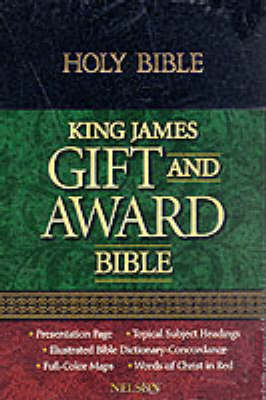 HOLY BIBLE
KING JAMES
GIFT AND
AWARD
BIBLE
• Presentation Page • Topical Subject Headings
• Illustrated Bible Dictionary-Concordance
• Full-Color Maps • Words of Christ in Red
NELSON